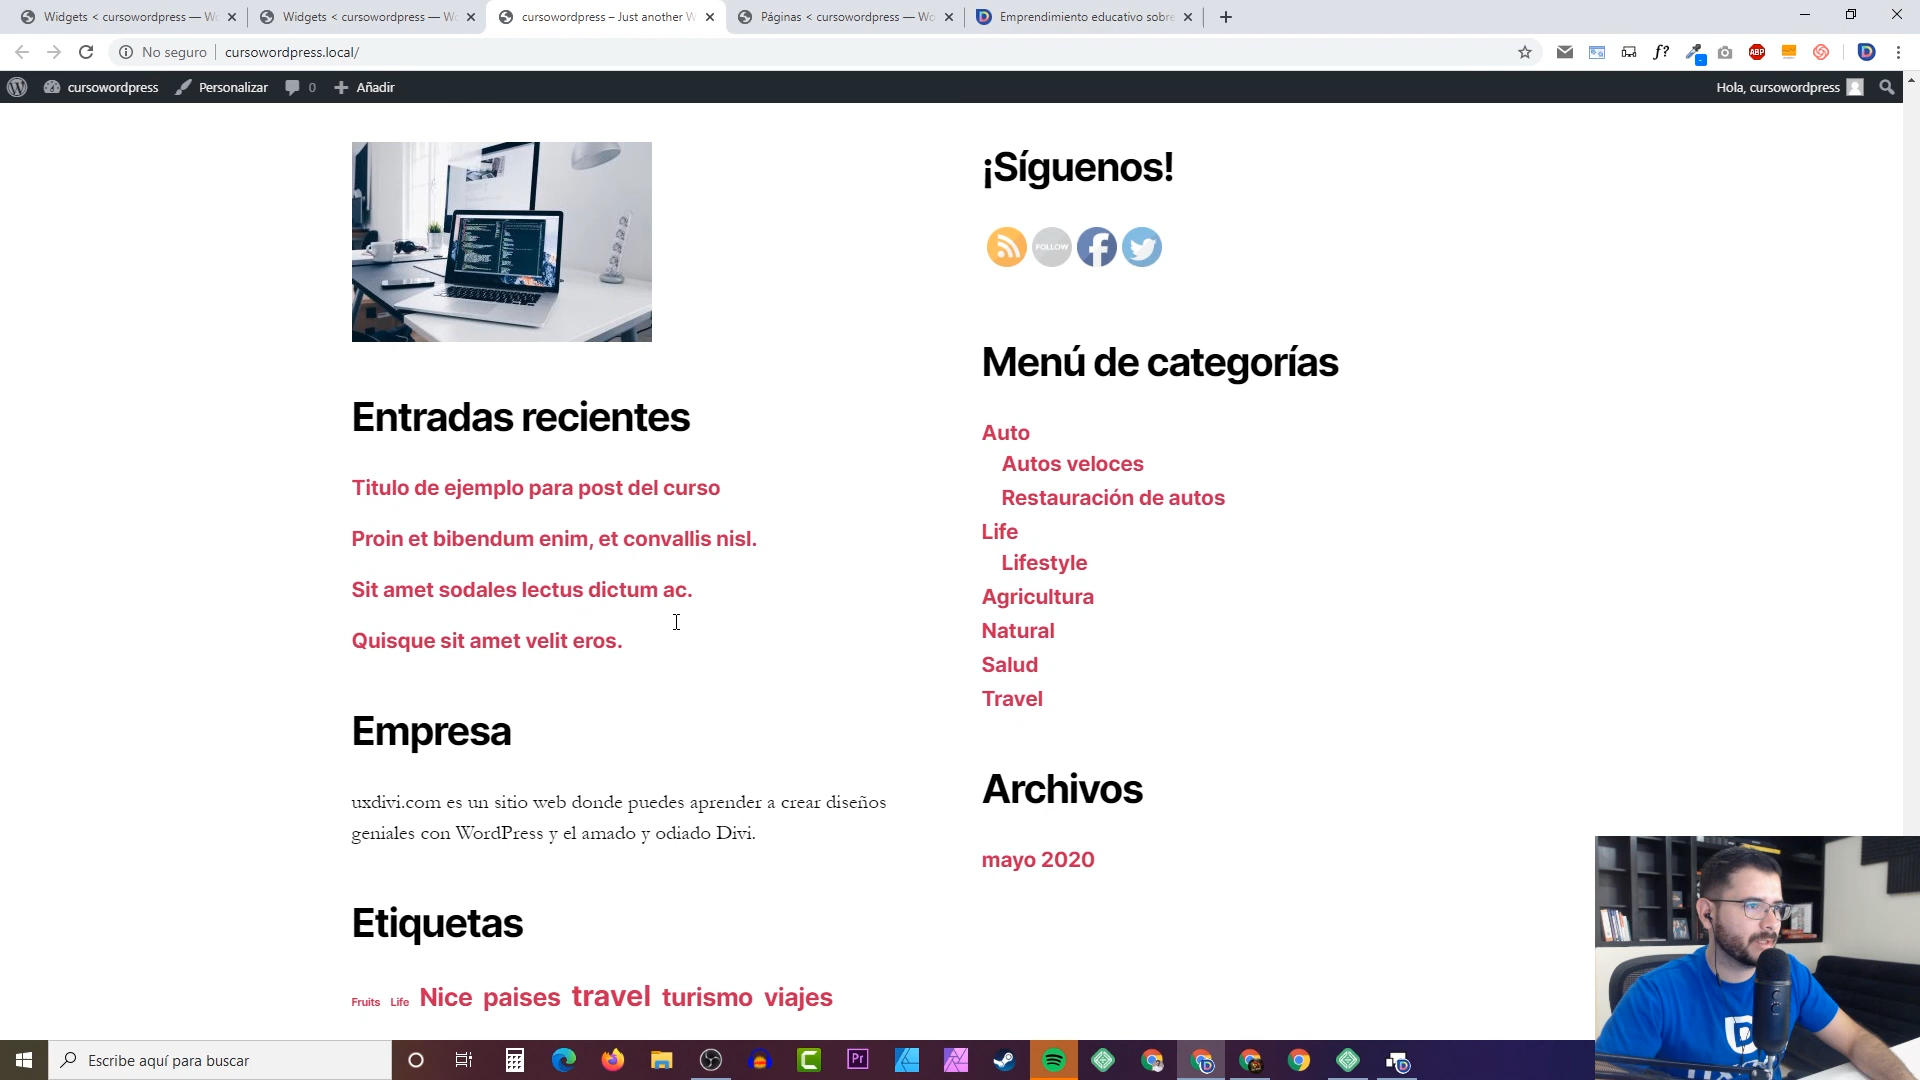 Widgets < cursowordpress — Wo
Widgets < cursowordpress — W
cursowordpress – Just another W
Páginas < cursowordpress — Wo
Emprendimiento educativo sobre
No seguro
cursowordpress.local/
f?
ABP
cursowordpress
Personalizar
0
Añadir
Hola, cursowordpress
¡Síguenos!
FOLLOW
Menú de categorías
Auto
Autos veloces
Restauración de autos
Life
Lifestyle
Agricultura
Natural
Salud
Travel
Archivos
mayo 2020
Entradas recientes
Titulo de ejemplo para post del curso
Proin et bibendum enim, et convallis nisl.
Sit amet sodales lectus dictum ac.
Quisque sit amet velit eros.
Empresa
uxdivi.com es un sitio web donde puedes aprender a crear diseños
geniales con WordPress y el amado y odiado Divi.
Etiquetas
Fruits Life Nice paises travel turismo viajes
Escribe aquí para buscar
Pr